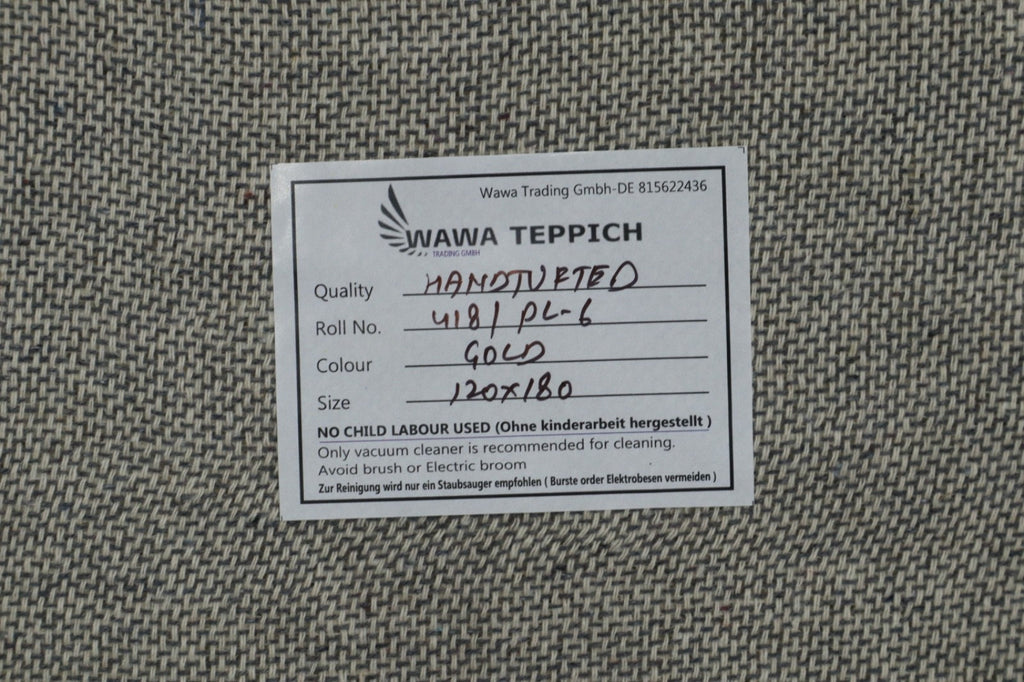 Wawa Trading Gmbh-DE 815622436
WAWA TEPPICH
TRADING GMBH
Quality HANDTUFTED
Roll No. 418/ PL-6
Colour GOLD
Size 120x180
NO CHILD LABOUR USED (Ohne kinderarbeit hergestellt )
Only vacuum cleaner is recommended for cleaning.
Avoid brush or Electric broom
Zur Reinigung wird nur ein Staubsauger empfohlen ( Burste order Elektrobesen vermeiden )